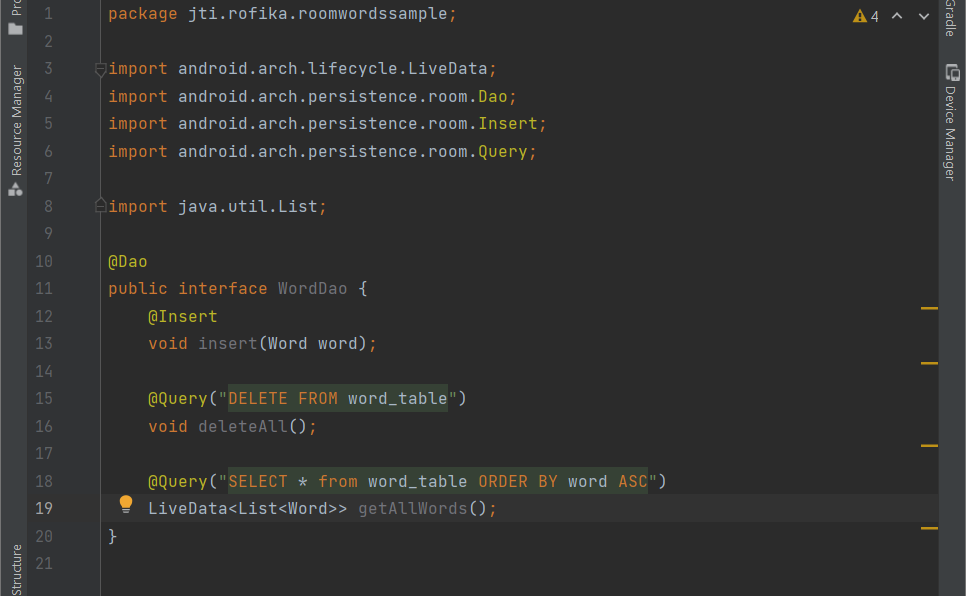 1 package jti.rofika.roomwordssample;
2
3 import android.arch.lifecycle.LiveData;
4 import android.arch.persistence.room.Dao;
5 import android.arch.persistence.room.Insert;
6 import android.arch.persistence.room.Query;
7
8 import java.util.List;
9
10 @Dao
11 public interface WordDao {
12     @Insert
13     void insert(Word word);
14
15     @Query("DELETE FROM word_table")
16     void deleteAll();
17
18     @Query("SELECT * from word_table ORDER BY word ASC")
19     LiveData<List<Word>> getAllWords();
20 }
21
4
Resource Manager
Structure
Gradle
Device Manager